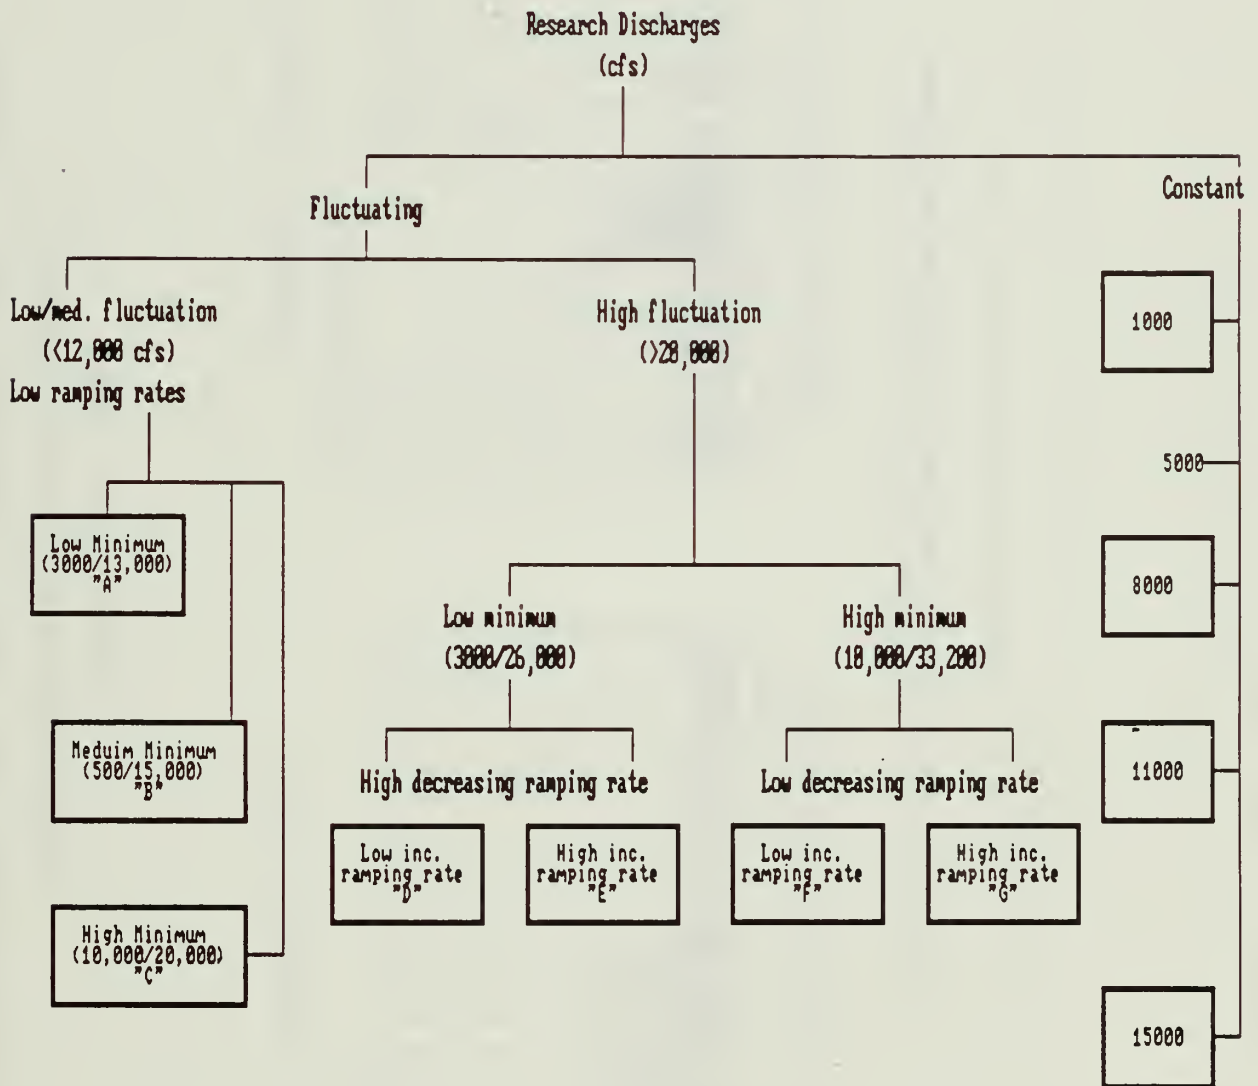 Research Discharges
(cfs)
Fluctuating
Constant
Low/med. fluctuation
(<12,000 cfs)
Low ramping rates
High fluctuation
(>20,000)
Low Minimum
(3000/13,000)
"A"
Meduim Minimum
(500/15,000)
"B"
High Minimum
(10,000/20,000)
"C"
Low minimum
(3000/26,000)
High decreasing ramping rate
Low inc.
ramping rate
"D"
High inc.
ramping rate
"E"
High minimum
(10,000/33,200)
Low decreasing ramping rate
Low inc.
ramping rate
"F"
High inc.
ramping rate
"G"
1000
5000
8000
11000
15000